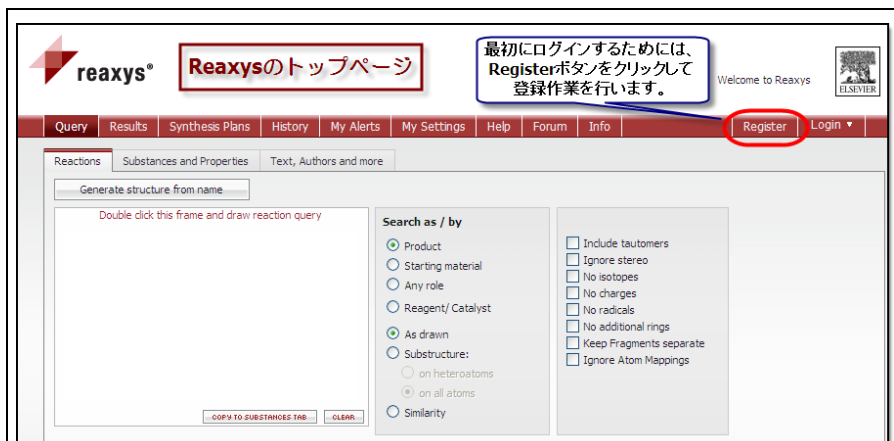 reaxys®
Reaxysのトップページ
最初にログインするためには、
Registerボタンをクリックして
登録作業を行います。
Welcome to Reaxys
ELSEVIER
Query Results Synthesis Plans History My Alerts My Settings Help Forum Info Register Login ▼
Reactions Substances and Properties Text, Authors and more
Generate structure from name
Double click this frame and draw reaction query
COPY TO SUBSTANCES TAB CLEAR
Search as / by
Product
Starting material
Any role
Reagent/ Catalyst
As drawn
Substructure:
on heteroatoms
on all atoms
Similarity
Include tautomers
Ignore stereo
No isotopes
No charges
No radicals
No additional rings
Keep Fragments separate
Ignore Atom Mappings